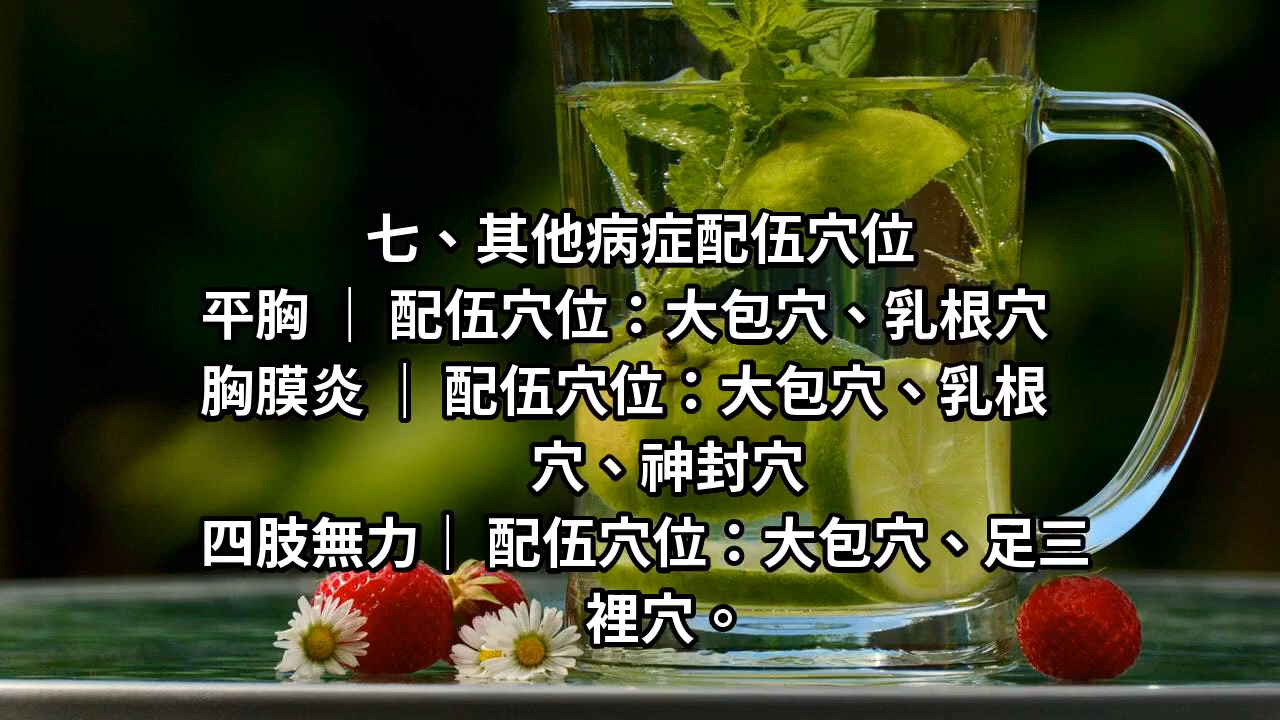 七、其他病症配伍穴位
平胸 ｜ 配伍穴位：大包穴、乳根穴
胸膜炎 ｜ 配伍穴位：大包穴、乳根
穴、神封穴
四肢無力｜ 配伍穴位：大包穴、足三
裡穴。